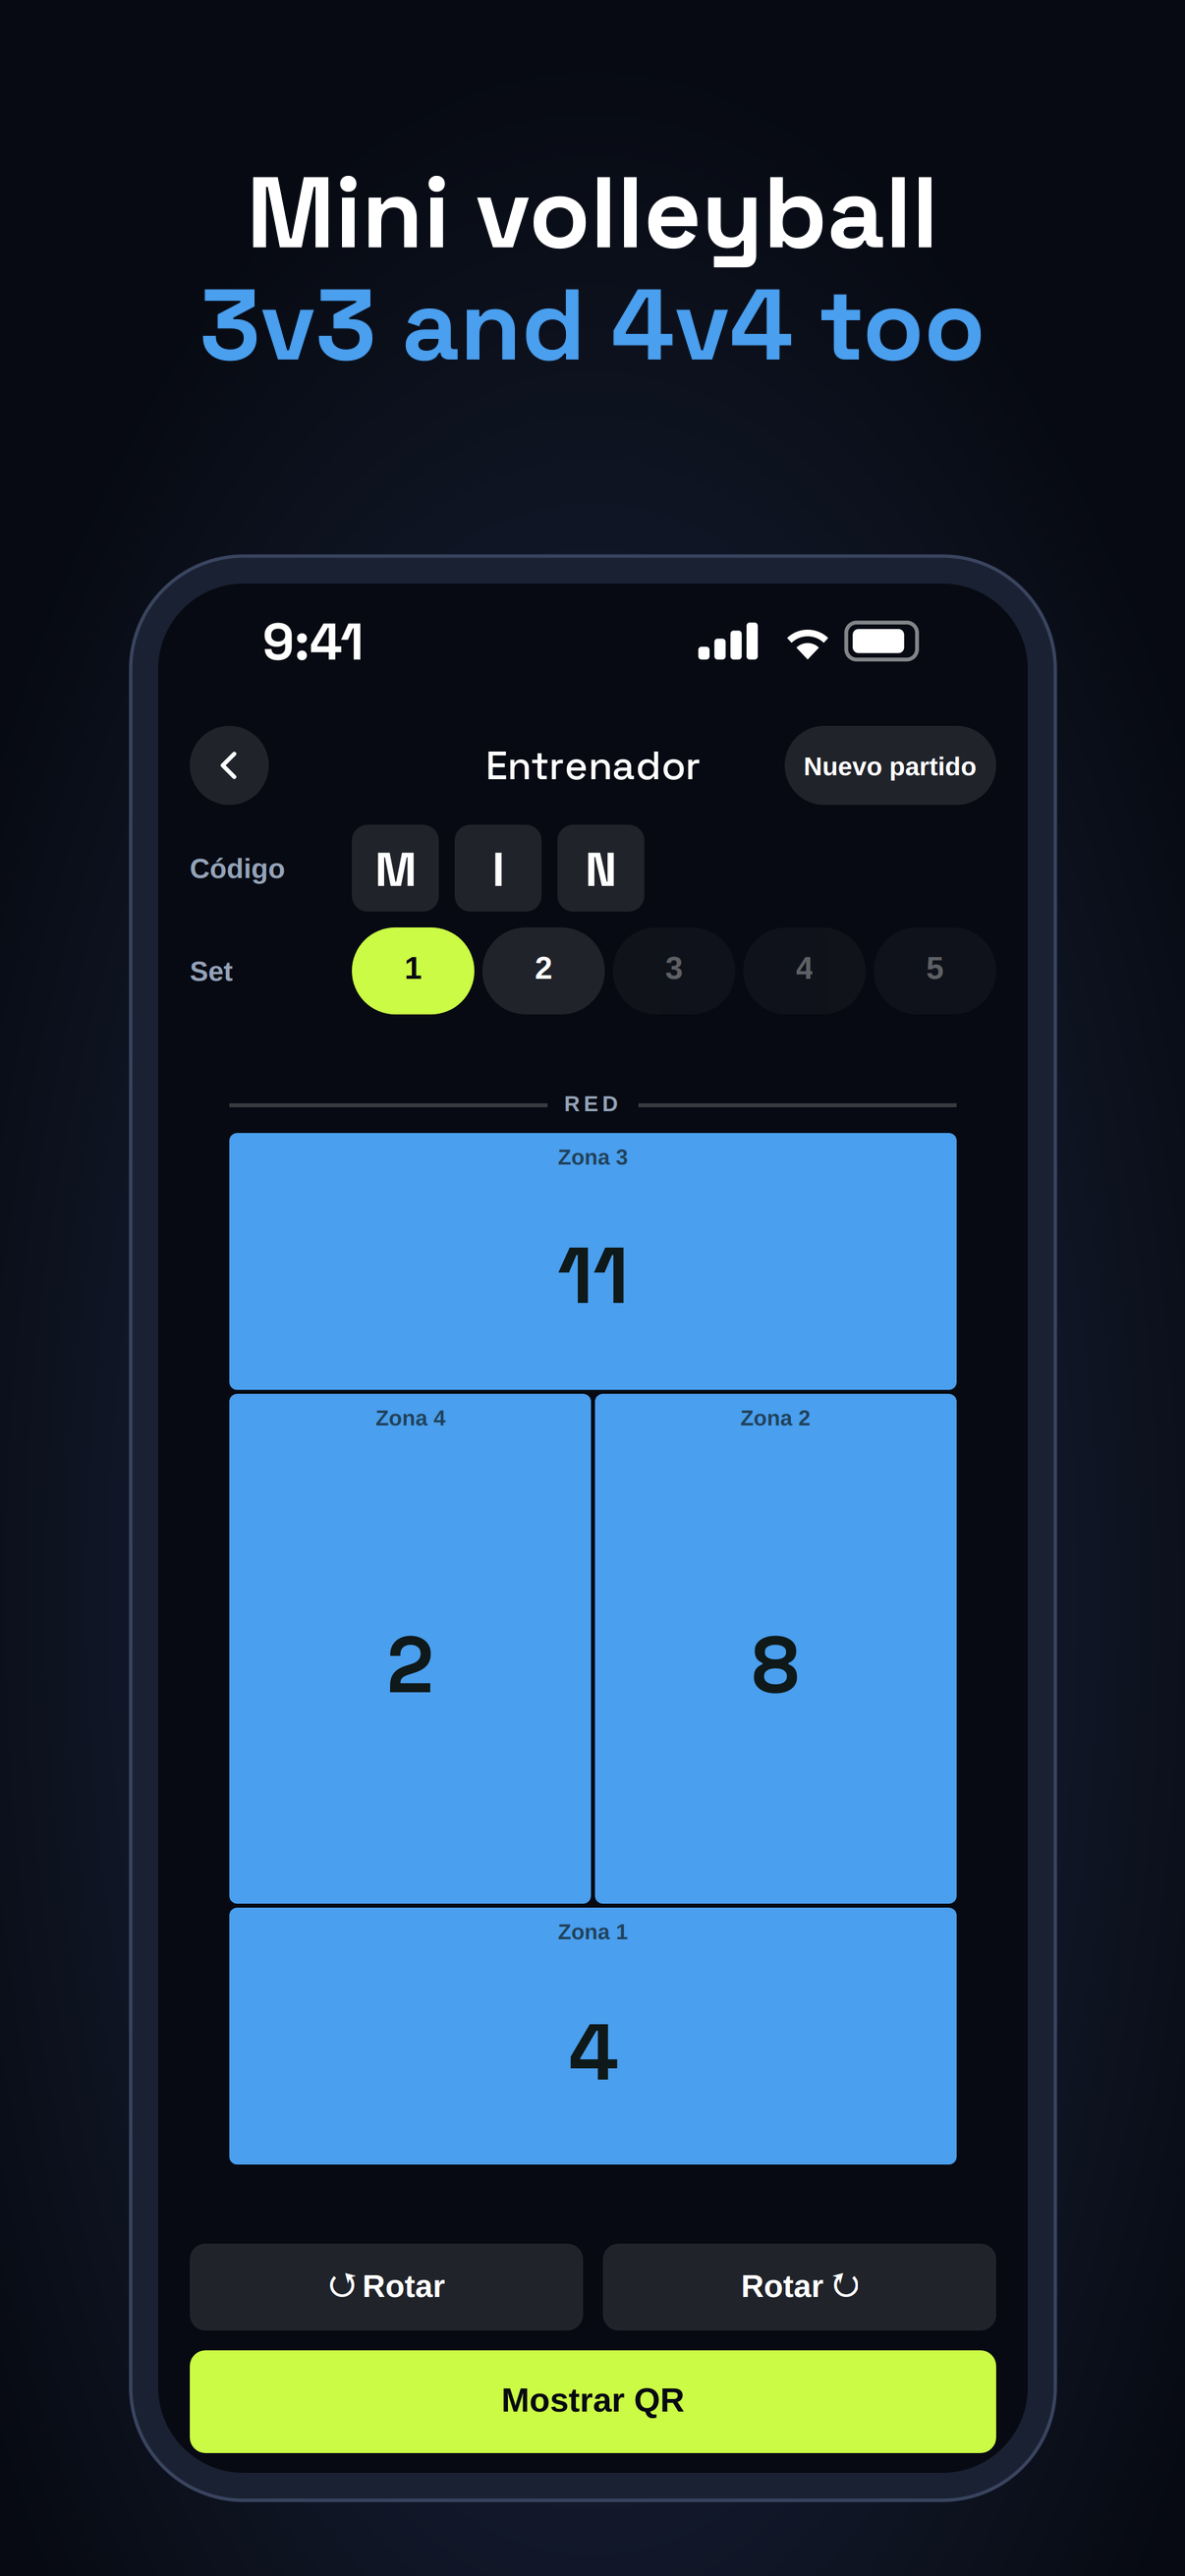 Mini volleyball
3v3 and 4v4 too
9:41
Entrenador
Nuevo partido
Código
M I N
Set
1 2 3 4 5
RED
Zona 3
11
Zona 4
Zona 2
2
8
Zona 1
4
Rotar
Rotar
Mostrar QR